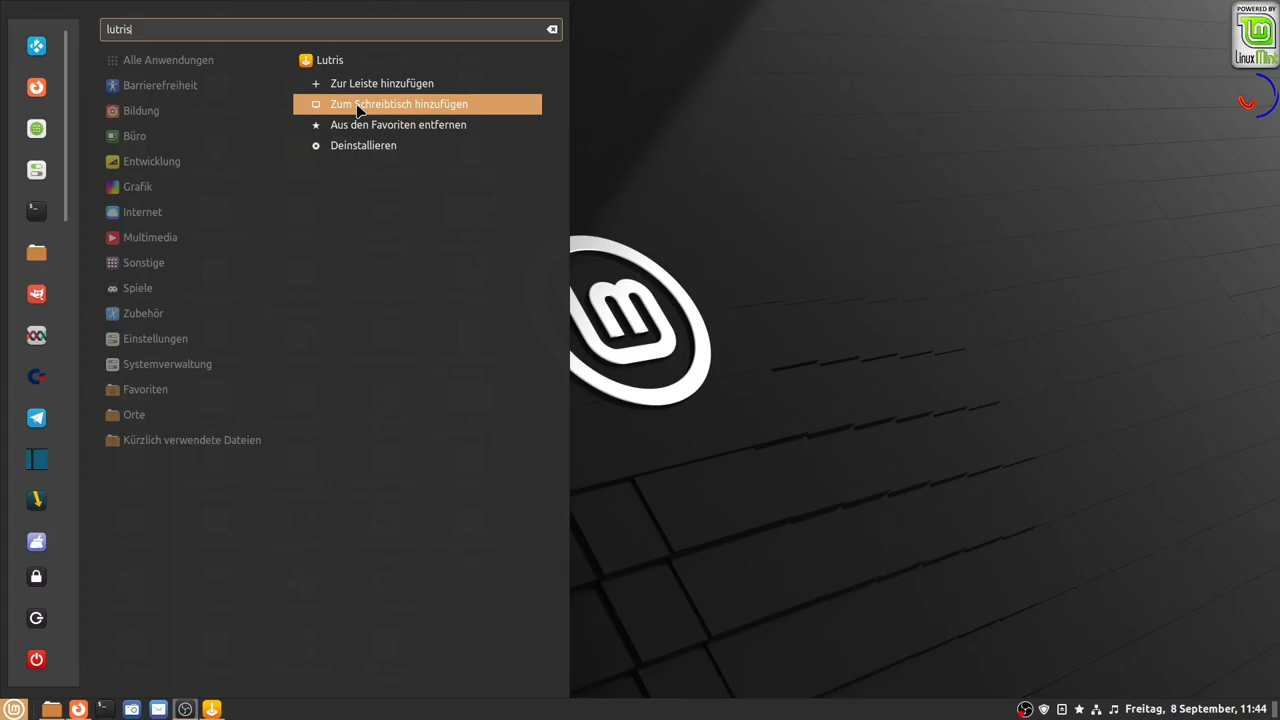 lutris
Alle Anwendungen
Barrierefreiheit
Bildung
Büro
Entwicklung
Grafik
Internet
Multimedia
Sonstige
Spiele
Zubehör
Einstellungen
Systemverwaltung
Favoriten
Orte
Kürzlich verwendete Dateien
Lutris
Zur Leiste hinzufügen
Zum Schreibtisch hinzufügen
Aus den Favoriten entfernen
Deinstallieren
POWERED BY
Linux Mint
Freitag, 8 September, 11:44